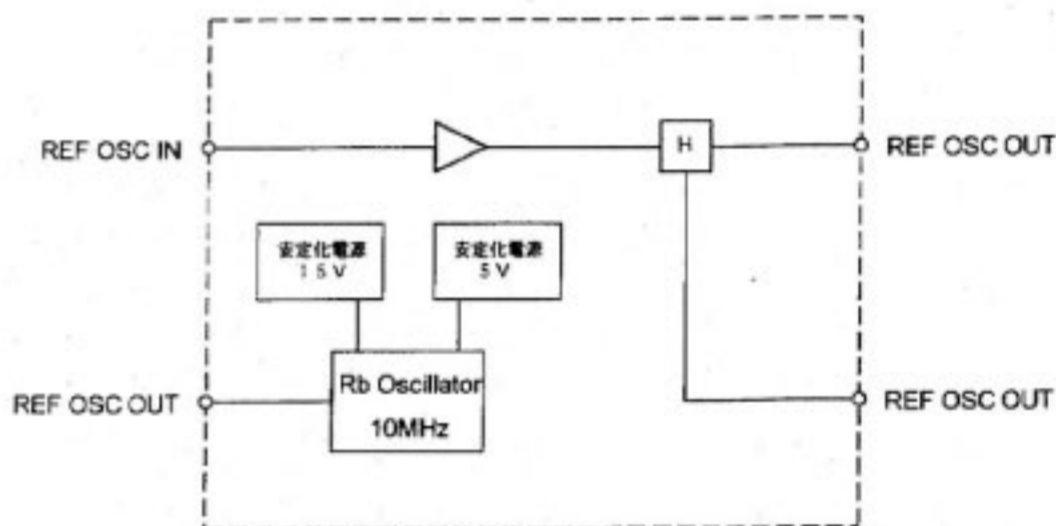 REF OSC IN
H
REF OSC OUT
安定化電源
15V
安定化電源
5V
Rb Oscillator
10MHz
REF OSC OUT
REF OSC OUT